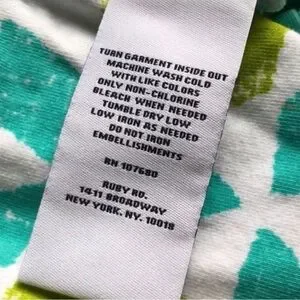 TURN GARMENT INSIDE OUT
MACHINE WASH COLD
WITH LIKE COLORS
ONLY NON-CHLORINE
BLEACH WHEN NEEDED
TUMBLE DRY LOW
LOW IRON AS NEEDED
DO NOT IRON
EMBELLISHMENTS
RN 107680
RUBY RD.
1411 BROADWAY
NEW YORK, NY. 10018